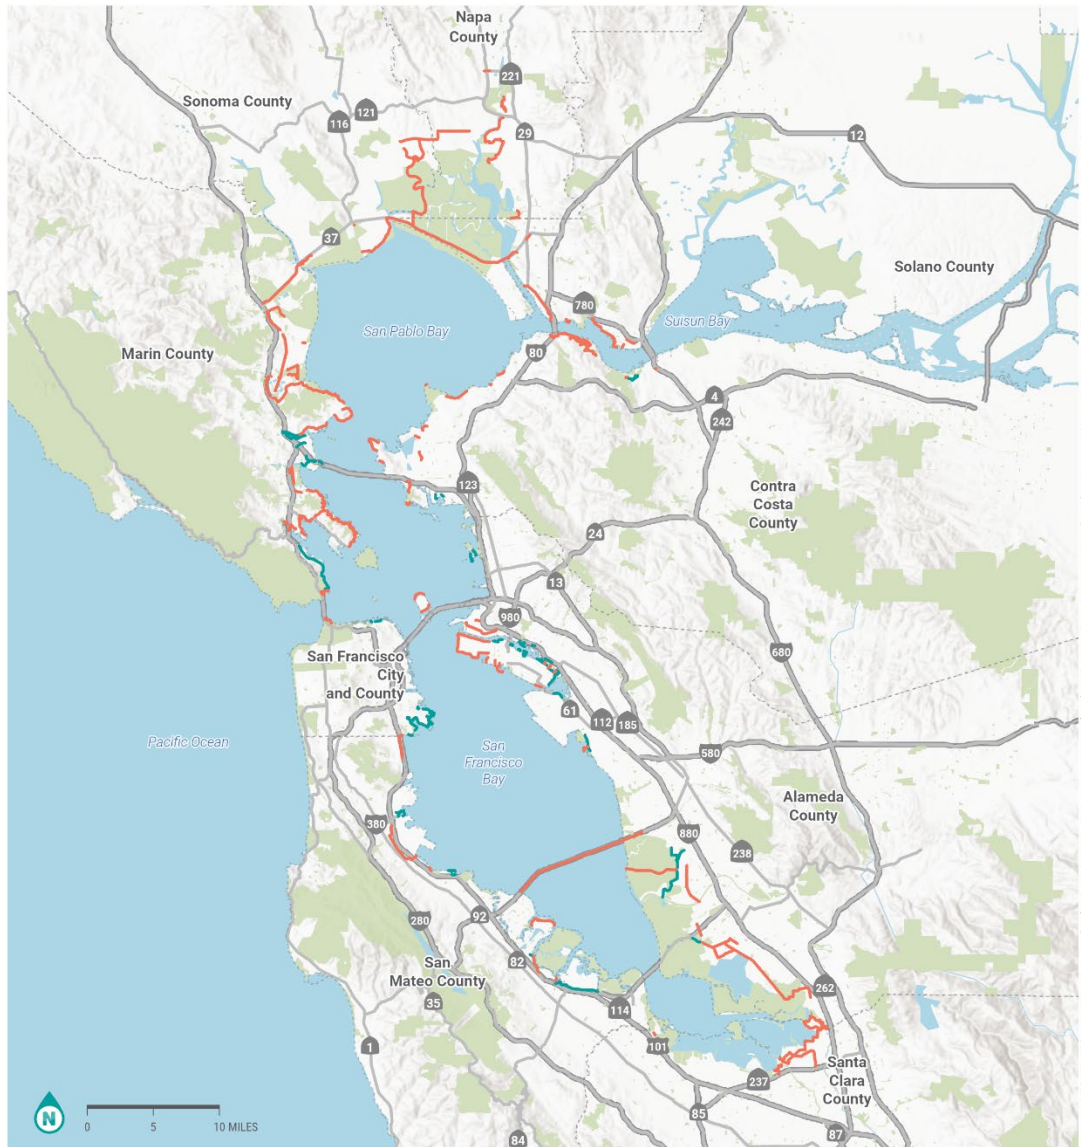 Napa
County
221
Sonoma County
121
116
29
12
37
Solano County
780
San Pablo Bay
Suisun Bay
Marin County
80
4
242
123
Contra
Costa
County
24
13
980
680
San Francisco
City
and County
61
112
185
Pacific Ocean
San
Francisco
Bay
580
Alameda
County
380
880
238
280
92
82
San
Mateo County
262
35
114
1
101
Santa
Clara
County
237
85
87
84
N
0 5 10 MILES